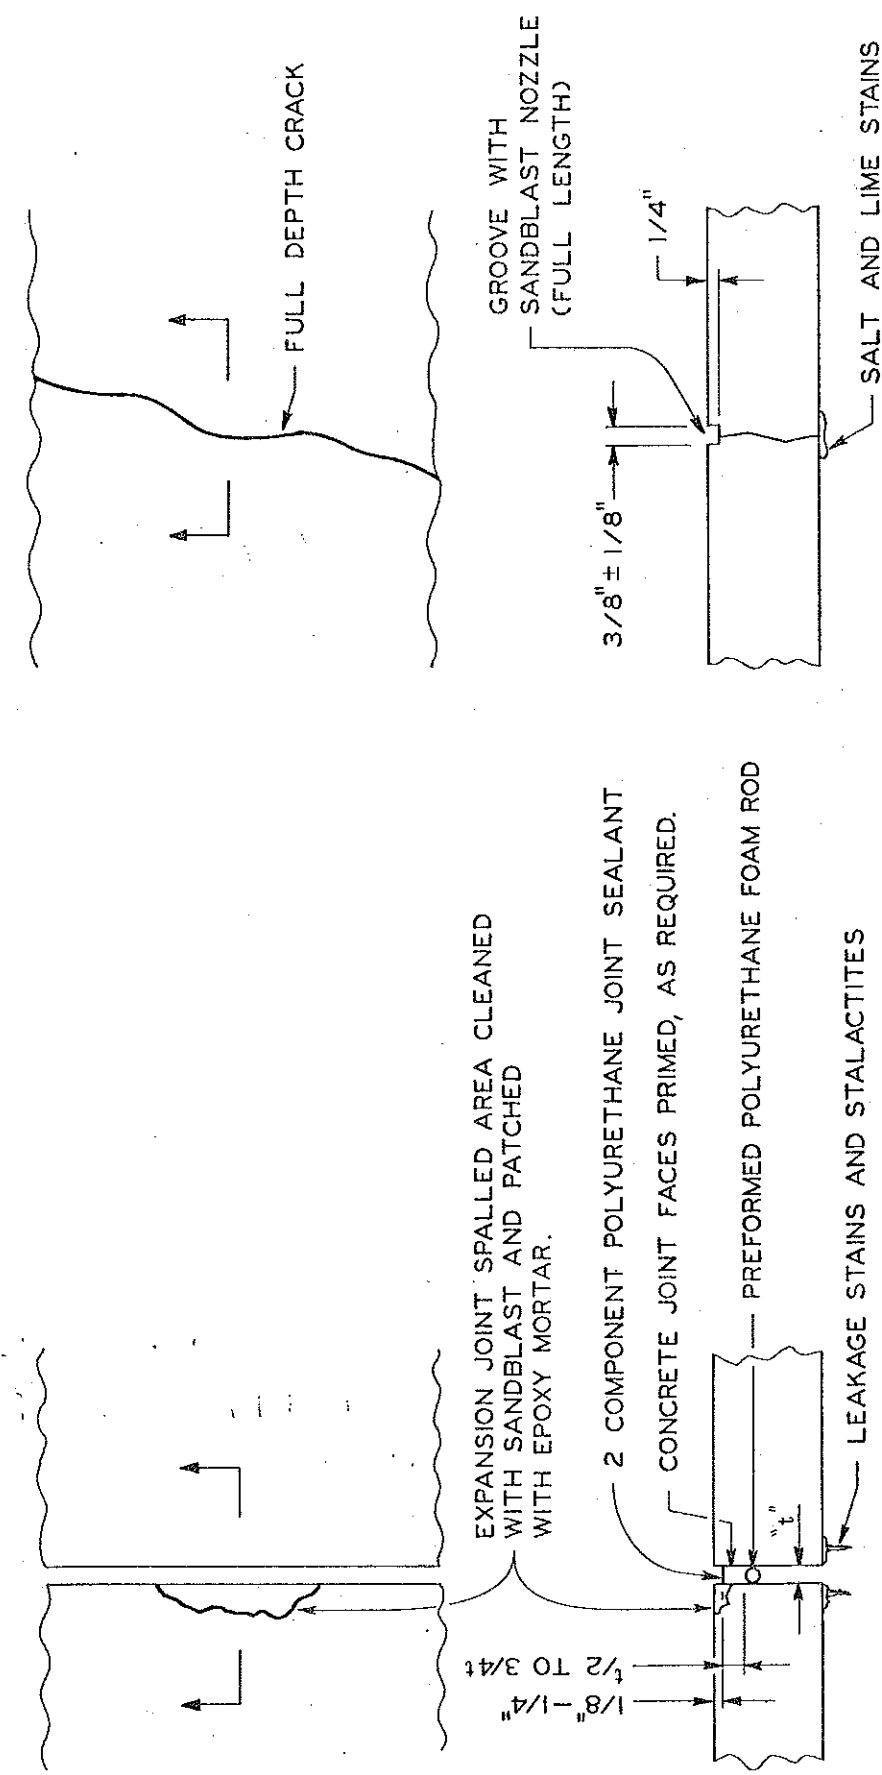 FULL DEPTH CRACK
GROOVE WITH
SANDBLAST NOZZLE
(FULL LENGTH)
3/8"± 1/8"
1/4"
SALT AND LIME STAINS
EXPANSION JOINT SPALLED AREA CLEANED
WITH SANDBLAST AND PATCHED
WITH EPOXY MORTAR.
2 COMPONENT POLYURETHANE JOINT SEALANT
CONCRETE JOINT FACES PRIMED, AS REQUIRED.
PREFORMED POLYURETHANE FOAM ROD
"t"
t/2 TO 3/4t
1/8"-1/4"
LEAKAGE STAINS AND STALACTITES